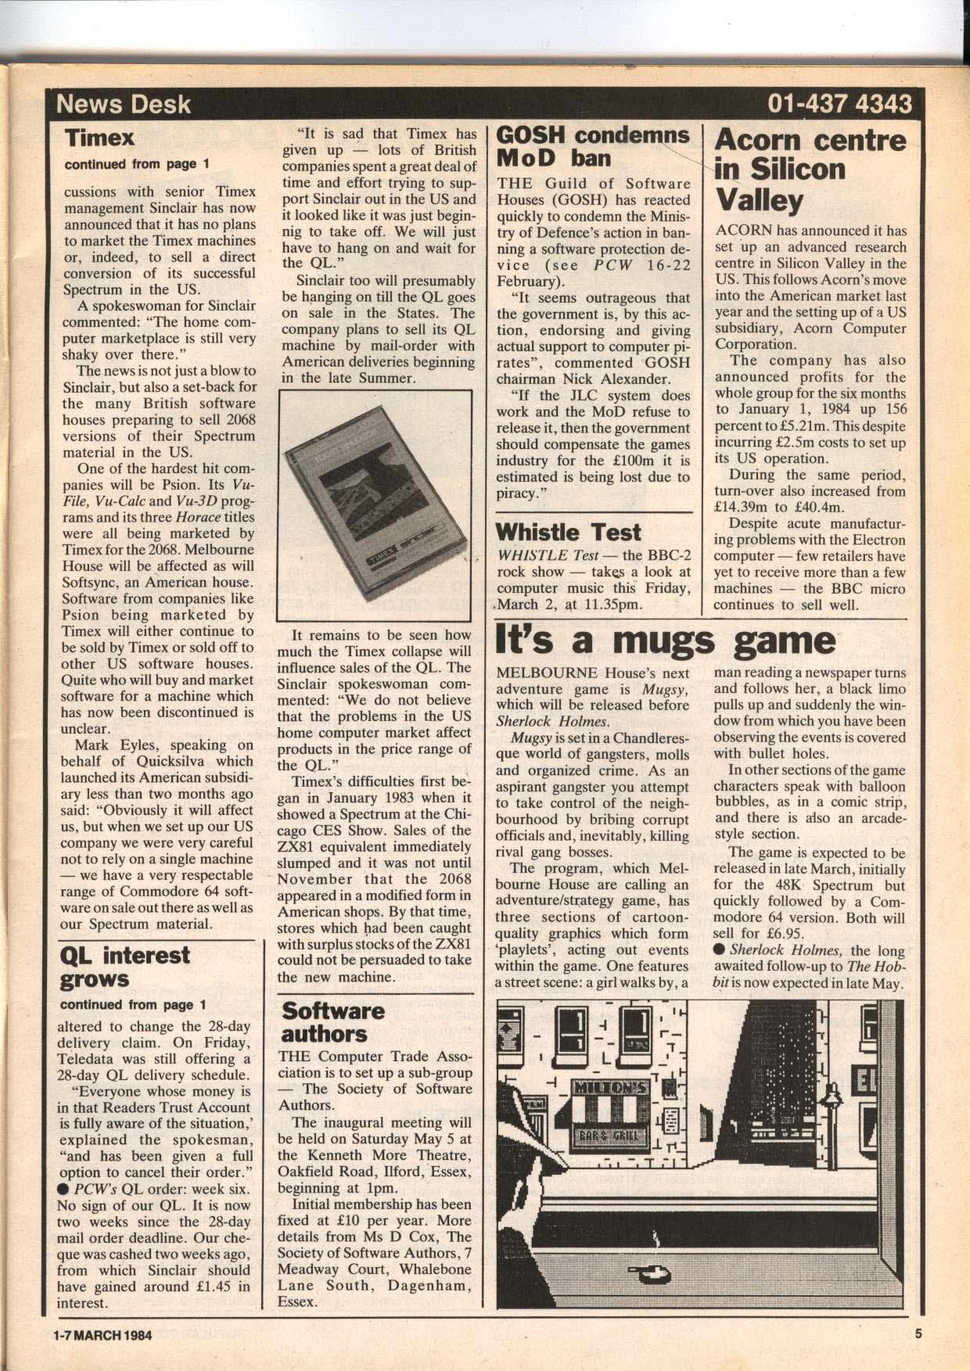 News Desk
01-437 4343
Timex
continued from page 1
cussions with senior Timex
management Sinclair has now
announced that it has no plans
to market the Timex machines
or, indeed, to sell a direct
conversion of its successful
Spectrum in the US.
A spokeswoman for Sinclair
commented: “The home com-
puter marketplace is still very
shaky over there.”
The news is not just a blow to
Sinclair, but also a set-back for
the many British software
houses preparing to sell 2068
versions of their Spectrum
material in the US.
One of the hardest hit com-
panies will be Psion. Its Vu-
File, Vu-Calc and Vu-3D prog-
rams and its three Horace titles
were all being marketed by
Timex for the 2068. Melbourne
House will be affected as will
Softsync, an American house.
Software from companies like
Psion being marketed by
Timex will either continue to
be sold by Timex or sold off to
other US software houses.
Quite who will buy and market
software for a machine which
has now been discontinued is
unclear.
Mark Eyles, speaking on
behalf of Quicksilva which
launched its American subsidi-
ary less than two months ago
said: “Obviously it will affect
us, but when we set up our US
company we were very careful
not to rely on a single machine
— we have a very respectable
range of Commodore 64 soft-
ware on sale out there as well as
our Spectrum material.
QL interest
grows
continued from page 1
altered to change the 28-day
delivery claim. On Friday,
Teledata was still offering a
28-day QL delivery schedule.
“Everyone whose money is
in that Readers Trust Account
is fully aware of the situation,’
explained the spokesman,
“and has been given a full
option to cancel their order.”
● PCW's QL order: week six.
No sign of our QL. It is now
two weeks since the 28-day
mail order deadline. Our che-
que was cashed two weeks ago,
from which Sinclair should
have gained around £1.45 in
interest.
“It is sad that Timex has
given up — lots of British
companies spent a great deal of
time and effort trying to sup-
port Sinclair out in the US and
it looked like it was just begin-
nig to take off. We will just
have to hang on and wait for
the QL.”
Sinclair too will presumably
be hanging on till the QL goes
on sale in the States. The
company plans to sell its QL
machine by mail-order with
American deliveries beginning
in the late Summer.
TIMEX sinclair
It remains to be seen how
much the Timex collapse will
influence sales of the QL. The
Sinclair spokeswoman com-
mented: “We do not believe
that the problems in the US
home computer market affect
products in the price range of
the QL.”
Timex's difficulties first be-
gan in January 1983 when it
showed a Spectrum at the Chi-
cago CES Show. Sales of the
ZX81 equivalent immediately
slumped and it was not until
November that the 2068
appeared in a modified form in
American shops. By that time,
stores which had been caught
with surplus stocks of the ZX81
could not be persuaded to take
the new machine.
Software
authors
THE Computer Trade Asso-
ciation is to set up a sub-group
— The Society of Software
Authors.
The inaugural meeting will
be held on Saturday May 5 at
the Kenneth More Theatre,
Oakfield Road, Ilford, Essex,
beginning at 1pm.
Initial membership has been
fixed at £10 per year. More
details from Ms D Cox, The
Society of Software Authors, 7
Meadway Court, Whalebone
Lane South, Dagenham,
Essex.
GOSH condemns
MoD ban
THE Guild of Software
Houses (GOSH) has reacted
quickly to condemn the Minis-
try of Defence's action in ban-
ning a software protection de-
vice (see PCW 16-22
February).
“It seems outrageous that
the government is, by this ac-
tion, endorsing and giving
actual support to computer pi-
rates”, commented GOSH
chairman Nick Alexander.
“If the JLC system does
work and the MoD refuse to
release it, then the government
should compensate the games
industry for the £100m it is
estimated is being lost due to
piracy.”
Whistle Test
WHISTLE Test — the BBC-2
rock show — takes a look at
computer music this Friday,
March 2, at 11.35pm.
Acorn centre
in Silicon
Valley
ACORN has announced it has
set up an advanced research
centre in Silicon Valley in the
US. This follows Acorn's move
into the American market last
year and the setting up of a US
subsidiary, Acorn Computer
Corporation.
The company has also
announced profits for the
whole group for the six months
to January 1, 1984 up 156
percent to £5.21m. This despite
incurring £2.5m costs to set up
its US operation.
During the same period,
turn-over also increased from
£14.39m to £40.4m.
Despite acute manufactur-
ing problems with the Electron
computer — few retailers have
yet to receive more than a few
machines — the BBC micro
continues to sell well.
It's a mugs game
MELBOURNE House's next
adventure game is Mugsy,
which will be released before
Sherlock Holmes.
Mugsy is set in a Chandleres-
que world of gangsters, molls
and organized crime. As an
aspirant gangster you attempt
to take control of the neigh-
bourhood by bribing corrupt
officials and, inevitably, killing
rival gang bosses.
The program, which Mel-
bourne House are calling an
adventure/strategy game, has
three sections of cartoon-
quality graphics which form
‘playlets’, acting out events
within the game. One features
a street scene: a girl walks by, a
man reading a newspaper turns
and follows her, a black limo
pulls up and suddenly the win-
dow from which you have been
observing the events is covered
with bullet holes.
In other sections of the game
characters speak with balloon
bubbles, as in a comic strip,
and there is also an arcade-
style section.
The game is expected to be
released in late March, initially
for the 48K Spectrum but
quickly followed by a Com-
modore 64 version. Both will
sell for £6.95.
● Sherlock Holmes, the long
awaited follow-up to The Hob-
bit is now expected in late May.
MILTON'S
BAR & GRILL
1-7 MARCH 1984
5